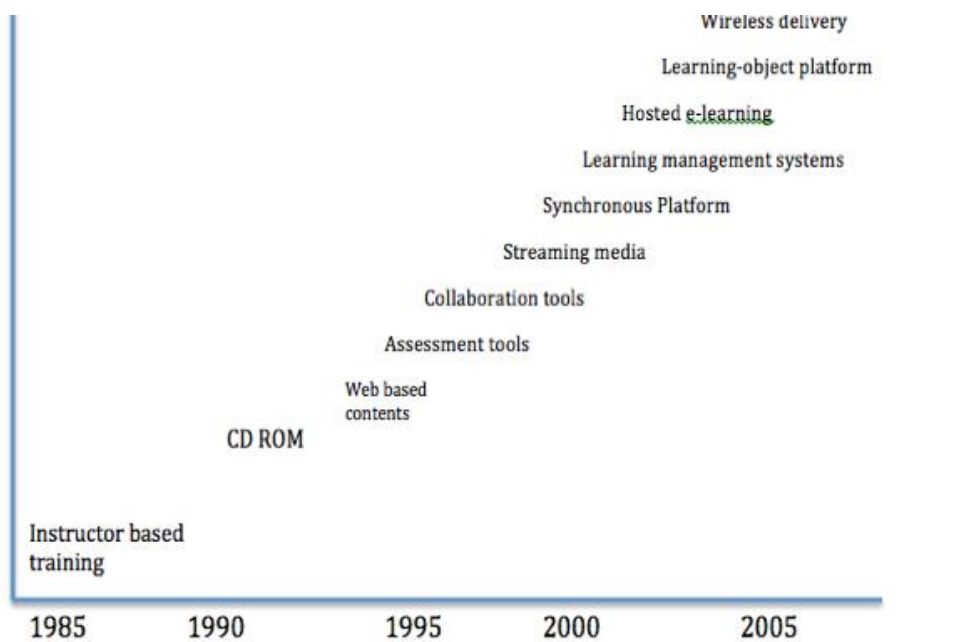 Wireless delivery
Learning-object platform
Hosted e-learning
Learning management systems
Synchronous Platform
Streaming media
Collaboration tools
Assessment tools
Web based
contents
CD ROM
Instructor based
training
1985 1990 1995 2000 2005